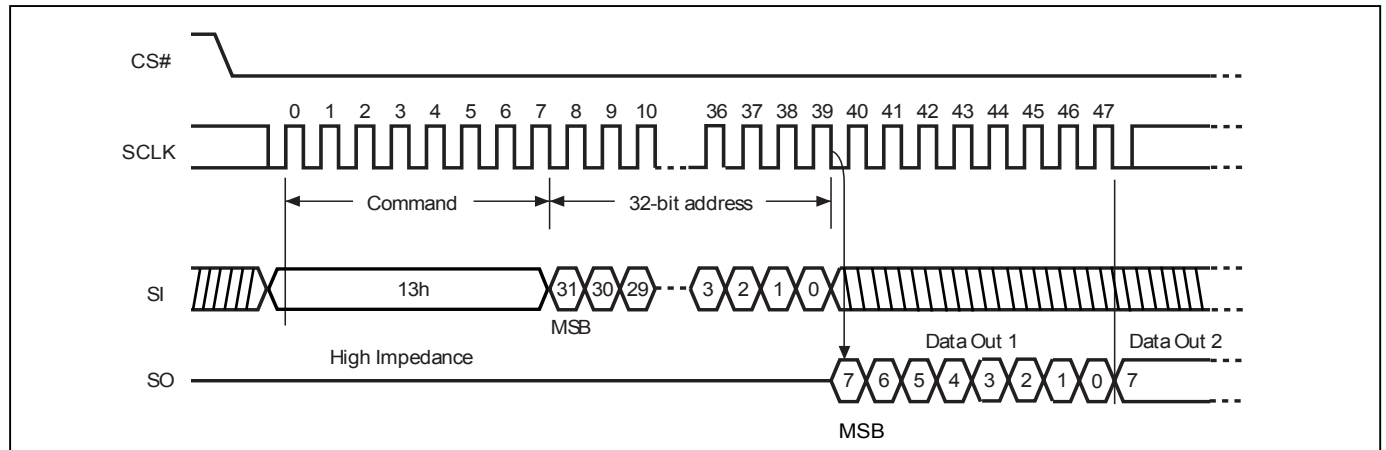 CS#
0 1 2 3 4 5 6 7 8 9 10 36 37 38 39 40 41 42 43 44 45 46 47
SCLK
Command 32-bit address
SI 13h 31 30 29 3 2 1 0
MSB
High Impedance Data Out 1 Data Out 2
SO 7 6 5 4 3 2 1 0 7
MSB